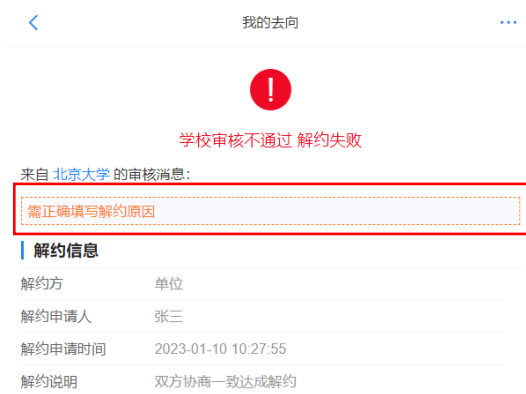 我的去向
学校审核不通过 解约失败
来自 北京大学 的审核消息：
需正确填写解约原因
解约信息
解约方 单位
解约申请人 张三
解约申请时间 2023-01-10 10:27:55
解约说明 双方协商一致达成解约